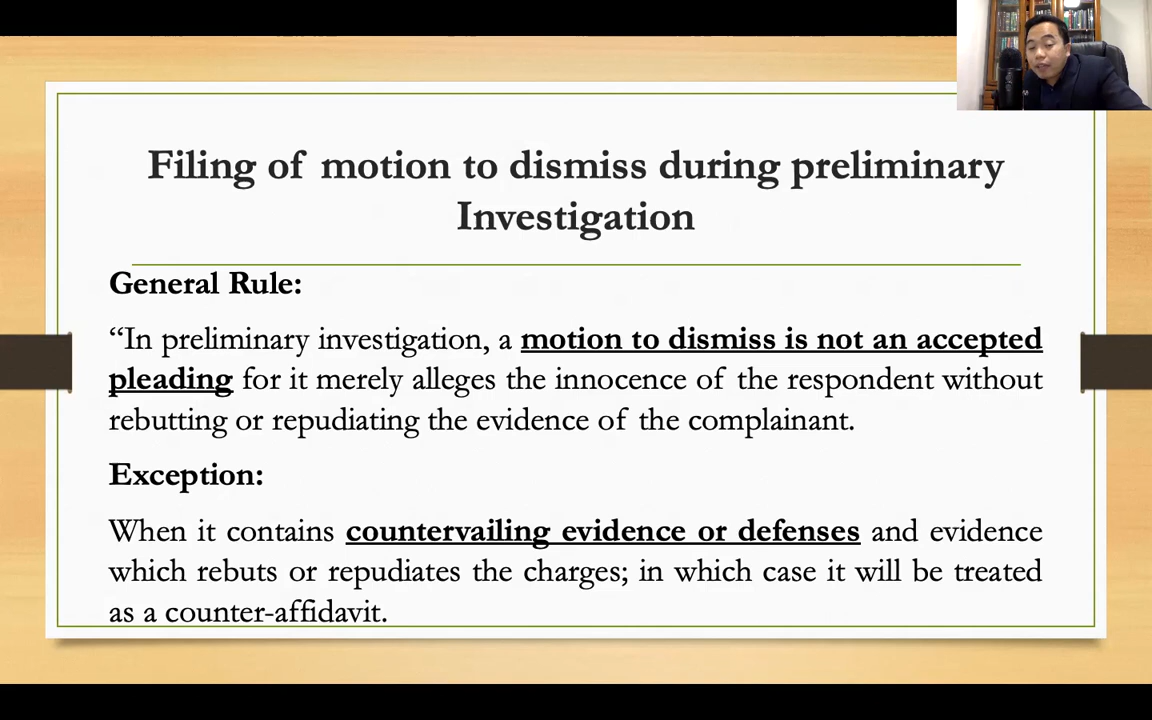 Filing of motion to dismiss during preliminary
Investigation
General Rule:
“In preliminary investigation, a motion to dismiss is not an accepted
pleading for it merely alleges the innocence of the respondent without
rebutting or repudiating the evidence of the complainant.
Exception:
When it contains countervailing evidence or defenses and evidence
which rebuts or repudiates the charges; in which case it will be treated
as a counter-affidavit.